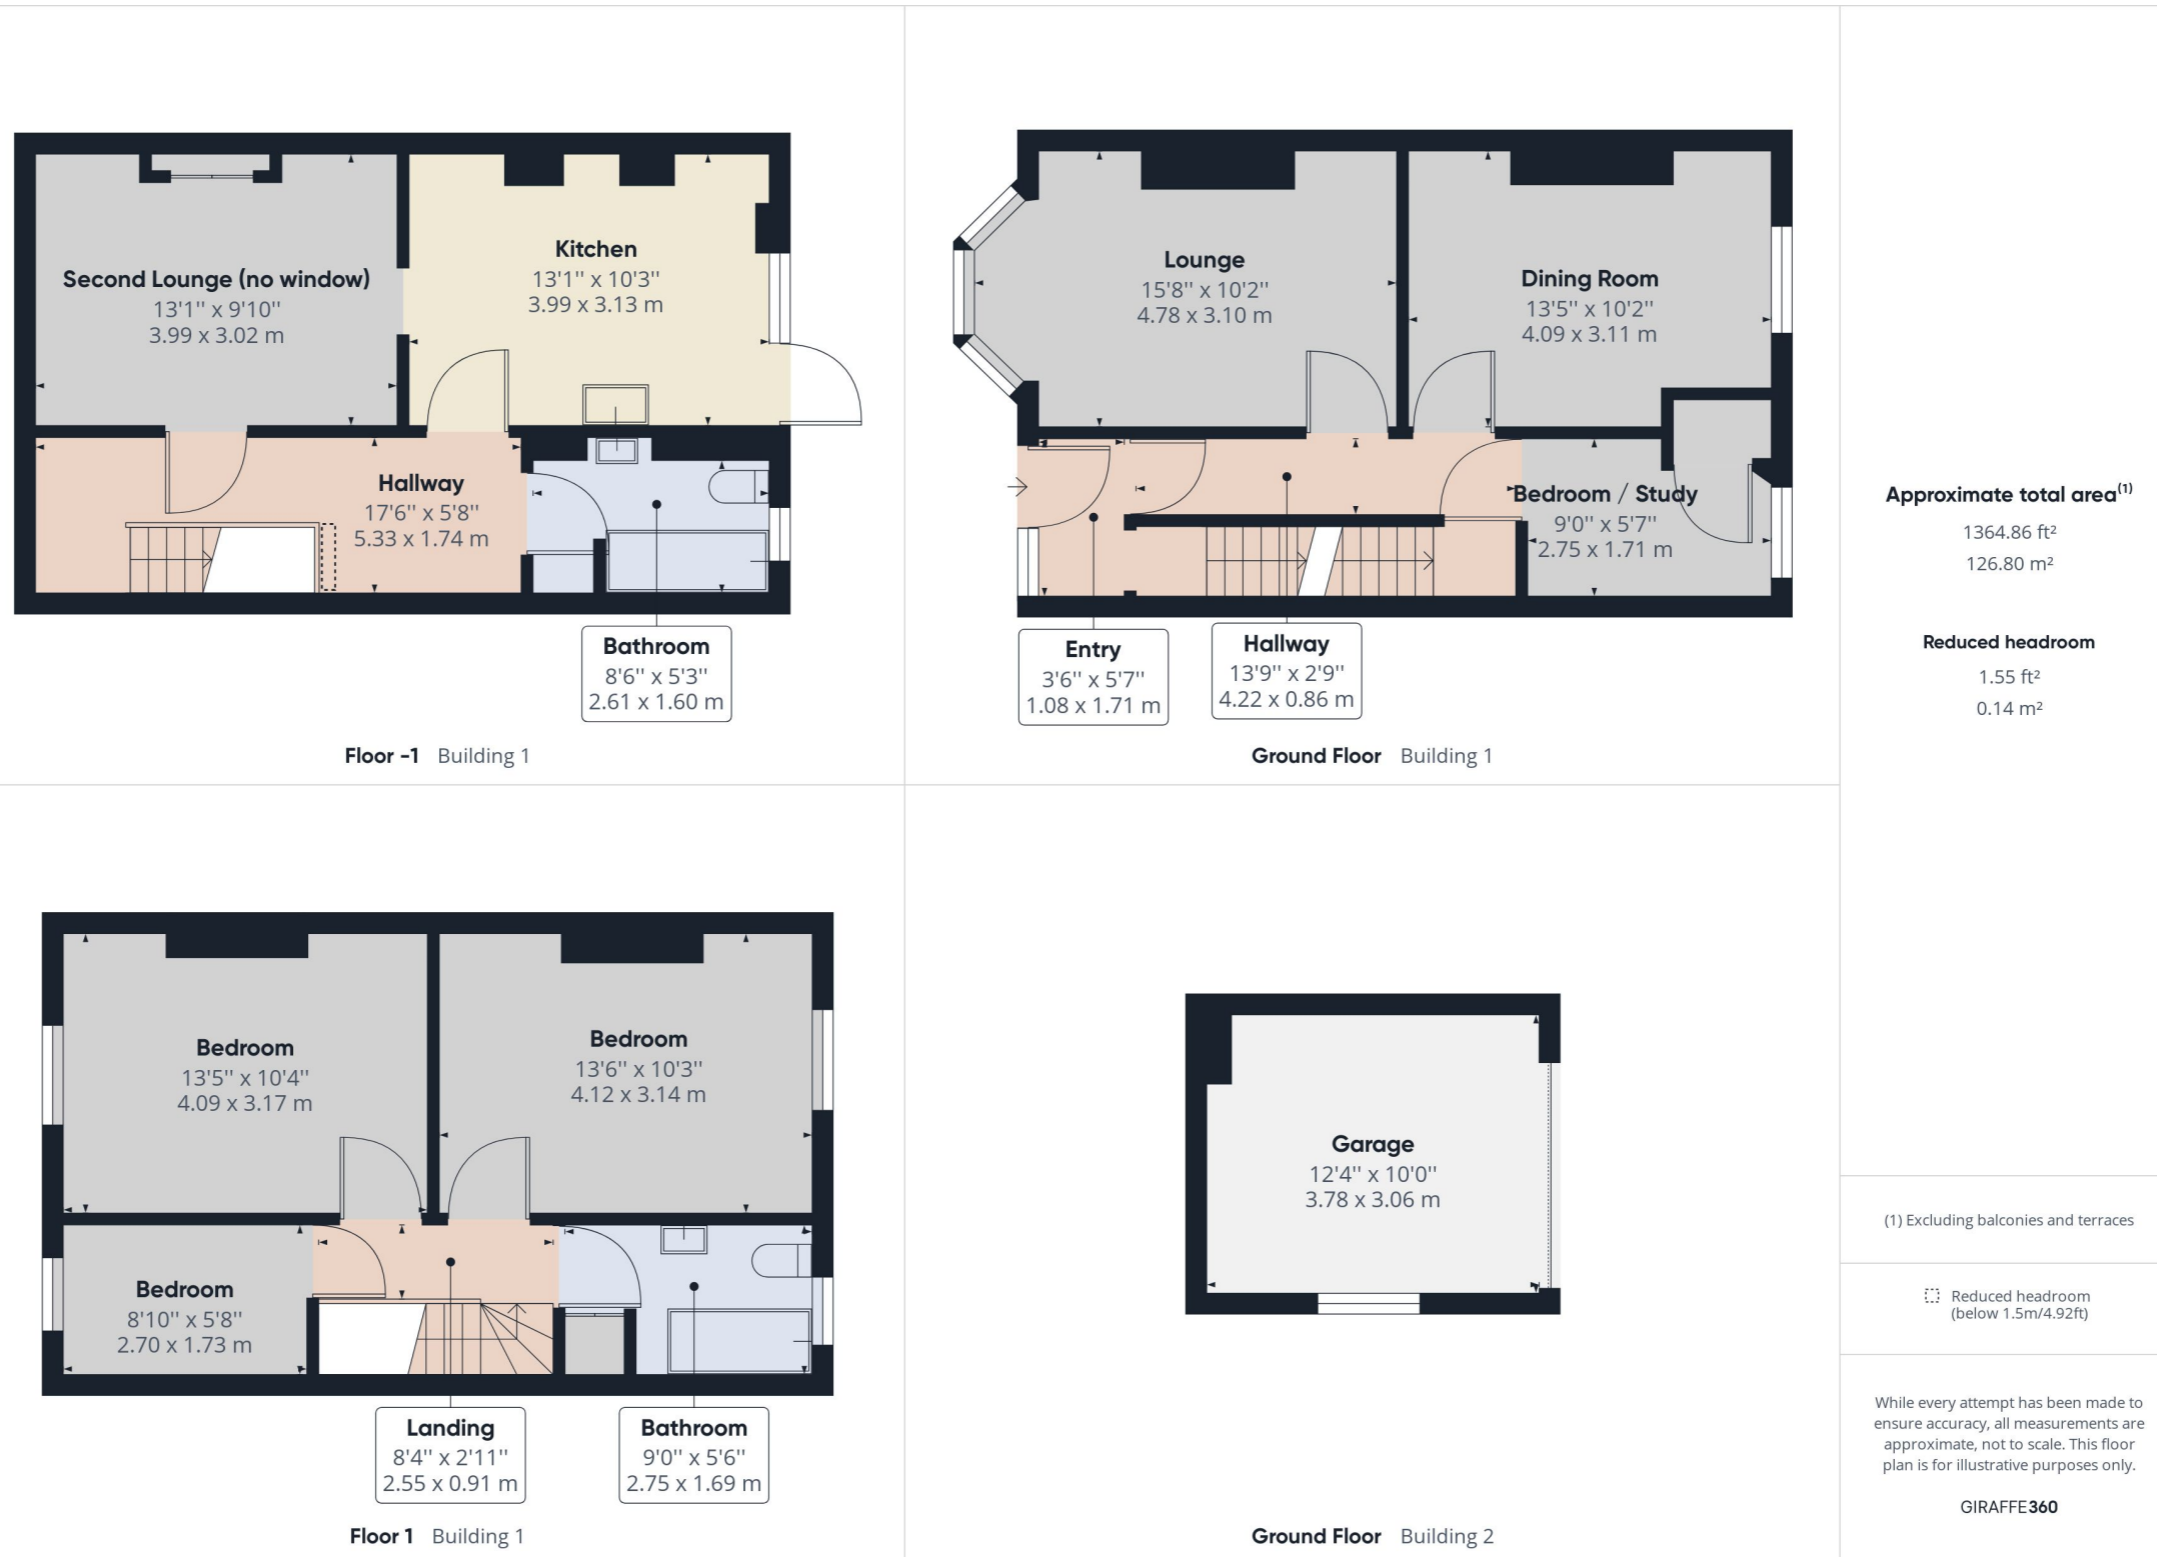 Second Lounge (no window)
13'1'' x 9'10''
3.99 x 3.02 m
Kitchen
13'1'' x 10'3''
3.99 x 3.13 m
Hallway
17'6'' x 5'8''
5.33 x 1.74 m
Bathroom
8'6'' x 5'3''
2.61 x 1.60 m
Floor -1 Building 1
Lounge
15'8'' x 10'2''
4.78 x 3.10 m
Dining Room
13'5'' x 10'2''
4.09 x 3.11 m
Bedroom / Study
9'0'' x 5'7''
2.75 x 1.71 m
Entry
3'6'' x 5'7''
1.08 x 1.71 m
Hallway
13'9'' x 2'9''
4.22 x 0.86 m
Ground Floor Building 1
Bedroom
13'5'' x 10'4''
4.09 x 3.17 m
Bedroom
13'6'' x 10'3''
4.12 x 3.14 m
Bedroom
8'10'' x 5'8''
2.70 x 1.73 m
Landing
8'4'' x 2'11''
2.55 x 0.91 m
Bathroom
9'0'' x 5'6''
2.75 x 1.69 m
Floor 1 Building 1
Garage
12'4'' x 10'0''
3.78 x 3.06 m
Ground Floor Building 2
Approximate total area⁽¹⁾
1364.86 ft²
126.80 m²
Reduced headroom
1.55 ft²
0.14 m²
(1) Excluding balconies and terraces
Reduced headroom
(below 1.5m/4.92ft)
While every attempt has been made to
ensure accuracy, all measurements are
approximate, not to scale. This floor
plan is for illustrative purposes only.
GIRAFFE360